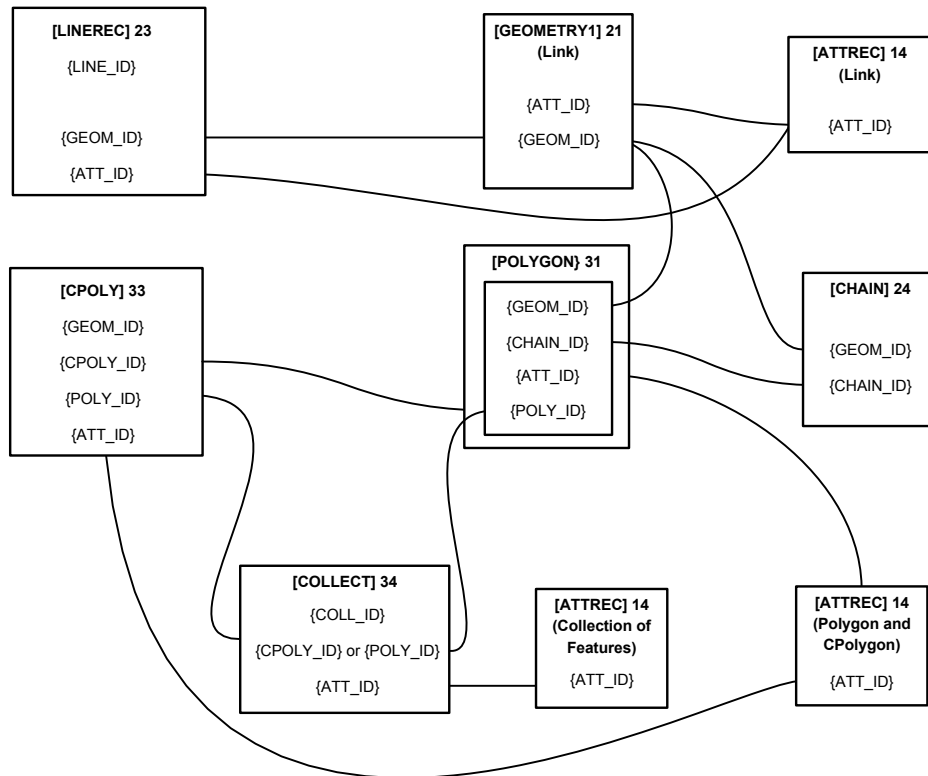 [LINEREC] 23
{LINE_ID}
{GEOM_ID}
{ATT_ID}
[GEOMETRY1] 21
(Link)
{ATT_ID}
{GEOM_ID}
[ATTREC] 14
(Link)
{ATT_ID}
[CPOLY] 33
{GEOM_ID}
{CPOLY_ID}
{POLY_ID}
{ATT_ID}
[POLYGON} 31
{GEOM_ID}
{CHAIN_ID}
{ATT_ID}
{POLY_ID}
[CHAIN] 24
{GEOM_ID}
{CHAIN_ID}
[COLLECT] 34
{COLL_ID}
{CPOLY_ID} or {POLY_ID}
{ATT_ID}
[ATTREC] 14
(Collection of
Features)
{ATT_ID}
[ATTREC] 14
(Polygon and
CPolygon)
{ATT_ID}